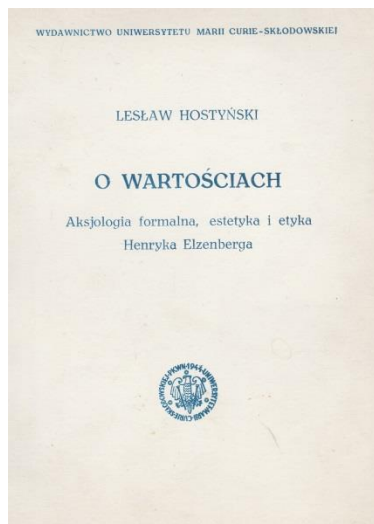 WYDAWNICTWO UNIWERSYTETU MARII CURIE-SKŁODOWSKIEJ
LESŁAW HOSTYŃSKI
O WARTOŚCIACH
Aksjologia formalna, estetyka i etyka
Henryka Elzenberga